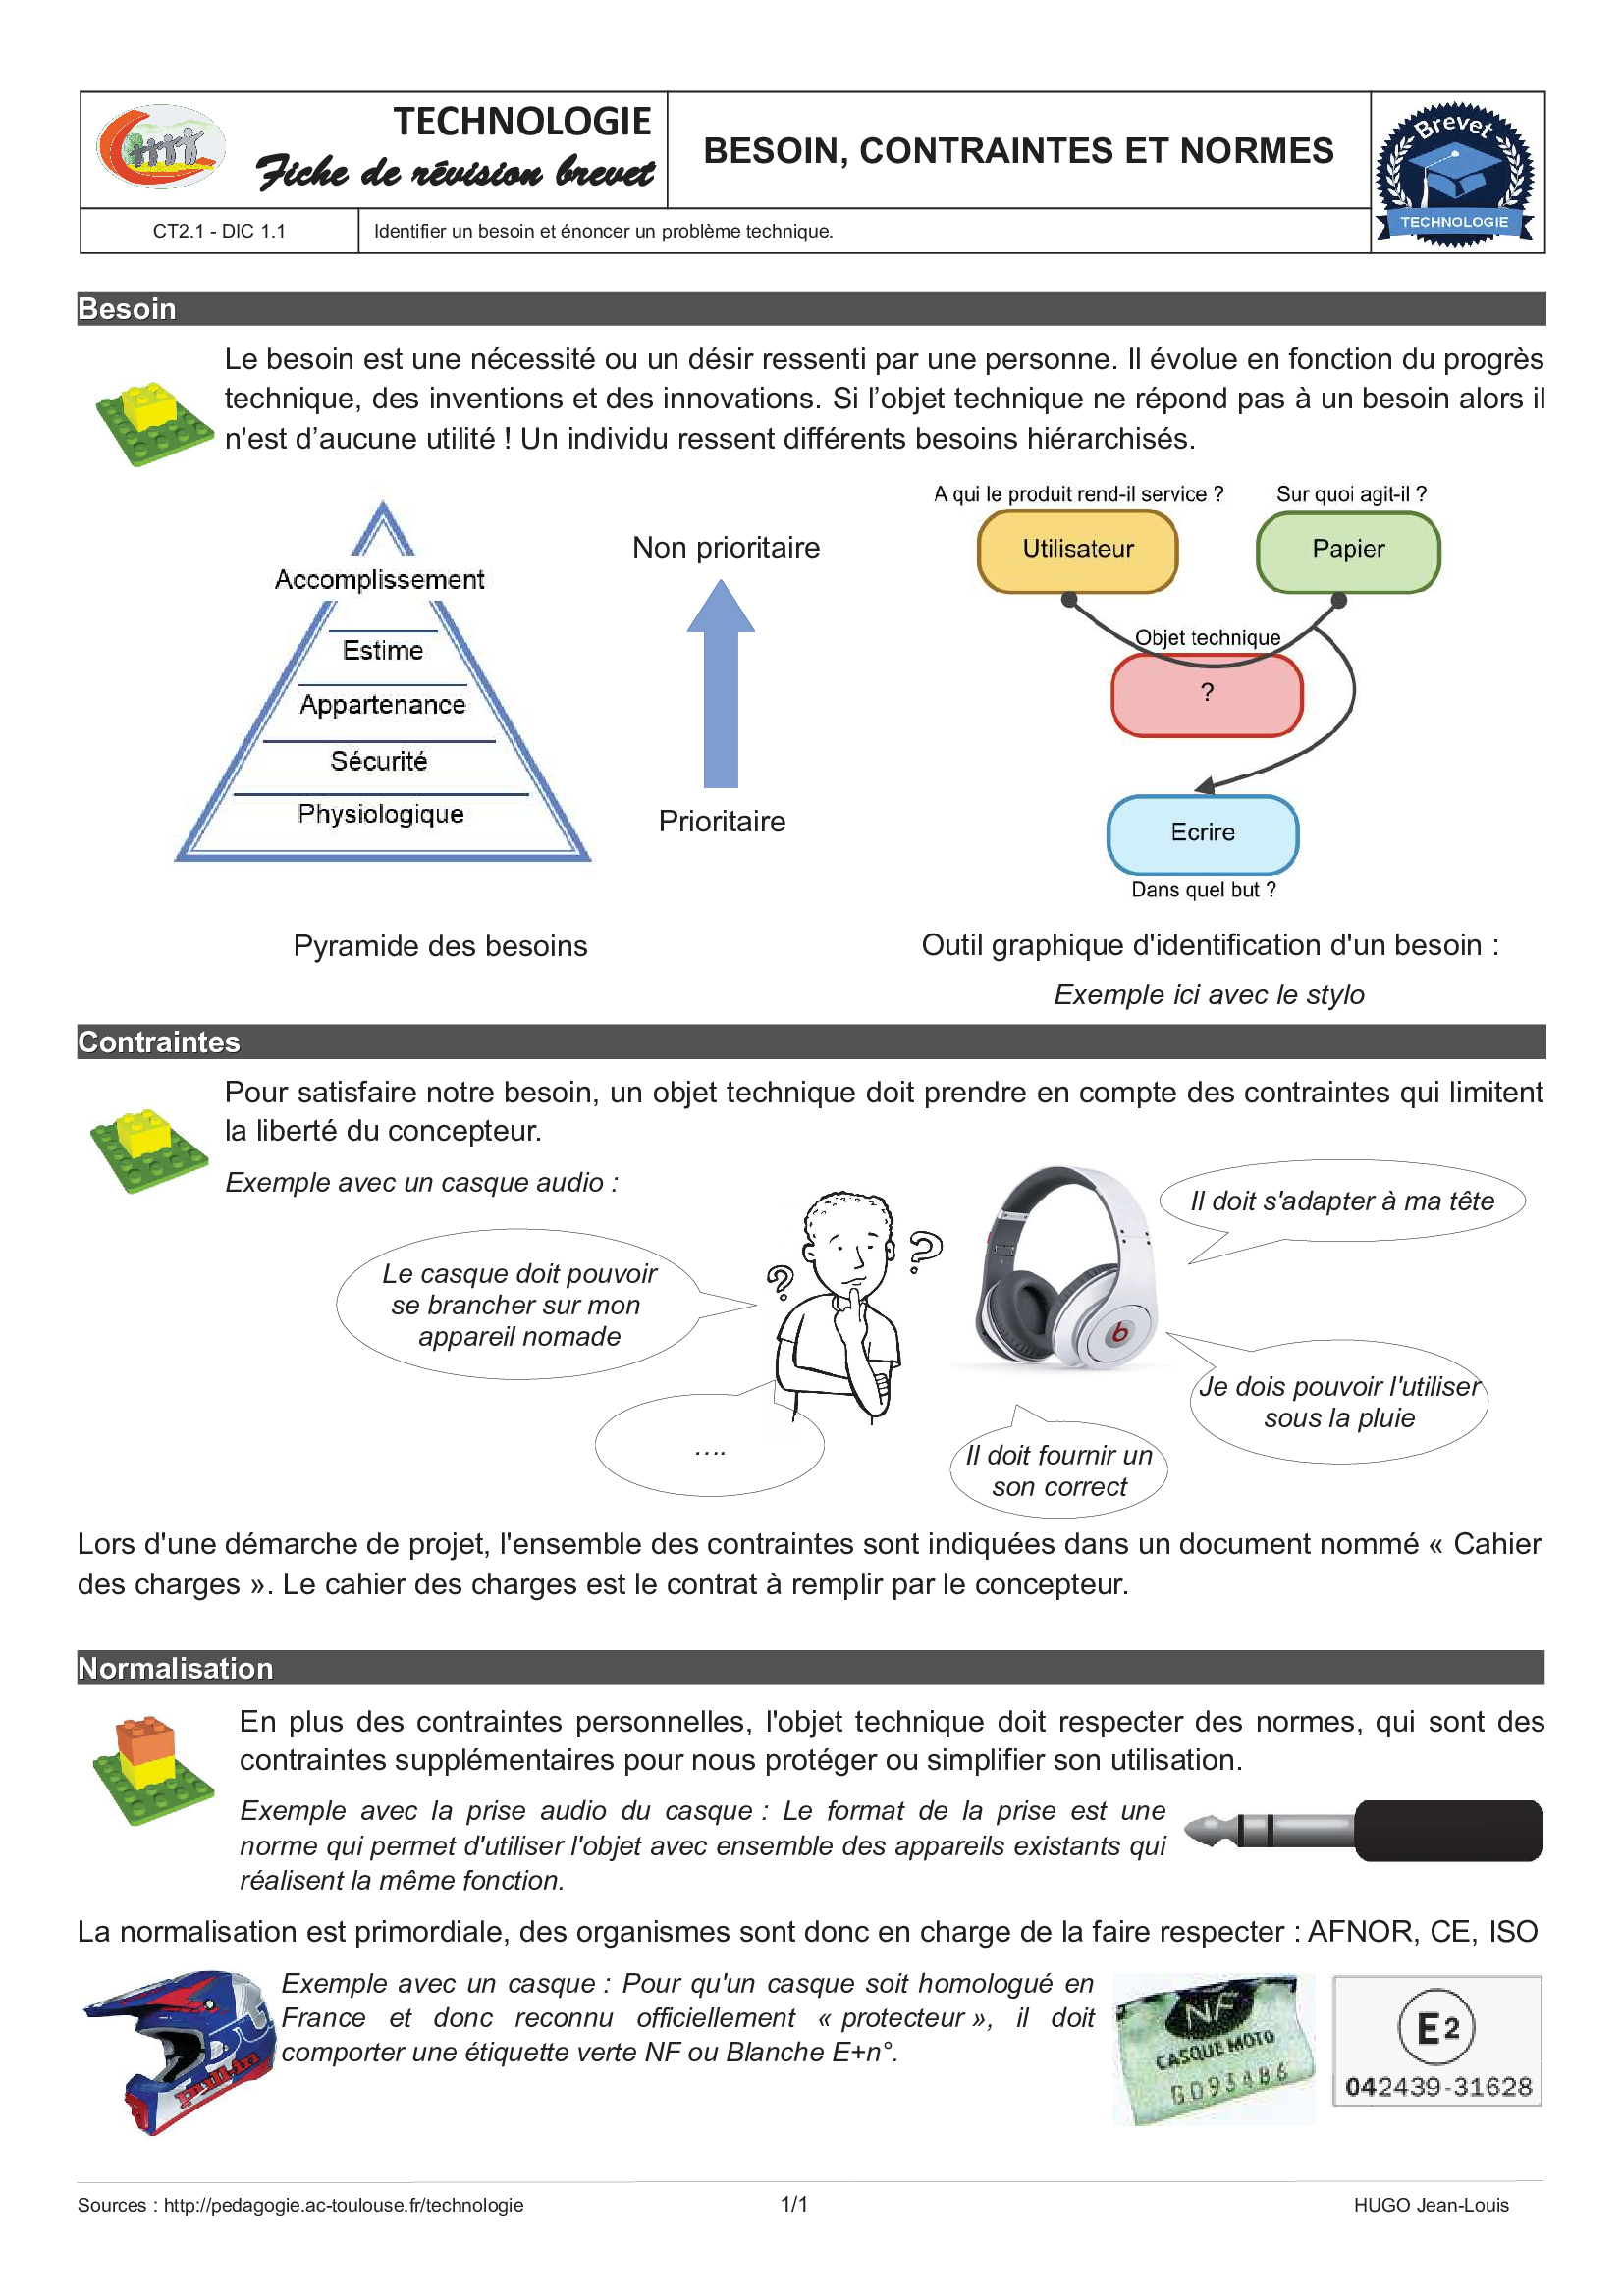 TECHNOLOGIE
Fiche de révision brevet
BESOIN, CONTRAINTES ET NORMES
Brevet
TECHNOLOGIE
CT2.1 - DIC 1.1
Identifier un besoin et énoncer un problème technique.
Besoin
Le besoin est une nécessité ou un désir ressenti par une personne. Il évolue en fonction du progrès
technique, des inventions et des innovations. Si l’objet technique ne répond pas à un besoin alors il
n'est d’aucune utilité ! Un individu ressent différents besoins hiérarchisés.
Accomplissement
Estime
Appartenance
Sécurité
Physiologique
Non prioritaire
Prioritaire
Pyramide des besoins
A qui le produit rend-il service ?
Sur quoi agit-il ?
Utilisateur
Papier
Objet technique
?
Ecrire
Dans quel but ?
Outil graphique d'identification d'un besoin :
Exemple ici avec le stylo
Contraintes
Pour satisfaire notre besoin, un objet technique doit prendre en compte des contraintes qui limitent
la liberté du concepteur.
Exemple avec un casque audio :
Le casque doit pouvoir
se brancher sur mon
appareil nomade
....
? ?
b
Il doit s'adapter à ma tête
Je dois pouvoir l'utiliser
sous la pluie
Il doit fournir un
son correct
Lors d'une démarche de projet, l'ensemble des contraintes sont indiquées dans un document nommé « Cahier
des charges ». Le cahier des charges est le contrat à remplir par le concepteur.
Normalisation
En plus des contraintes personnelles, l'objet technique doit respecter des normes, qui sont des
contraintes supplémentaires pour nous protéger ou simplifier son utilisation.
Exemple avec la prise audio du casque : Le format de la prise est une
norme qui permet d'utiliser l'objet avec ensemble des appareils existants qui
réalisent la même fonction.
La normalisation est primordiale, des organismes sont donc en charge de la faire respecter : AFNOR, CE, ISO
pull-in
Exemple avec un casque : Pour qu'un casque soit homologué en
France et donc reconnu officiellement « protecteur », il doit
comporter une étiquette verte NF ou Blanche E+n°.
NF
CASQUE MOTO
G093486
E2
042439-31628
Sources : http://pedagogie.ac-toulouse.fr/technologie
1/1
HUGO Jean-Louis